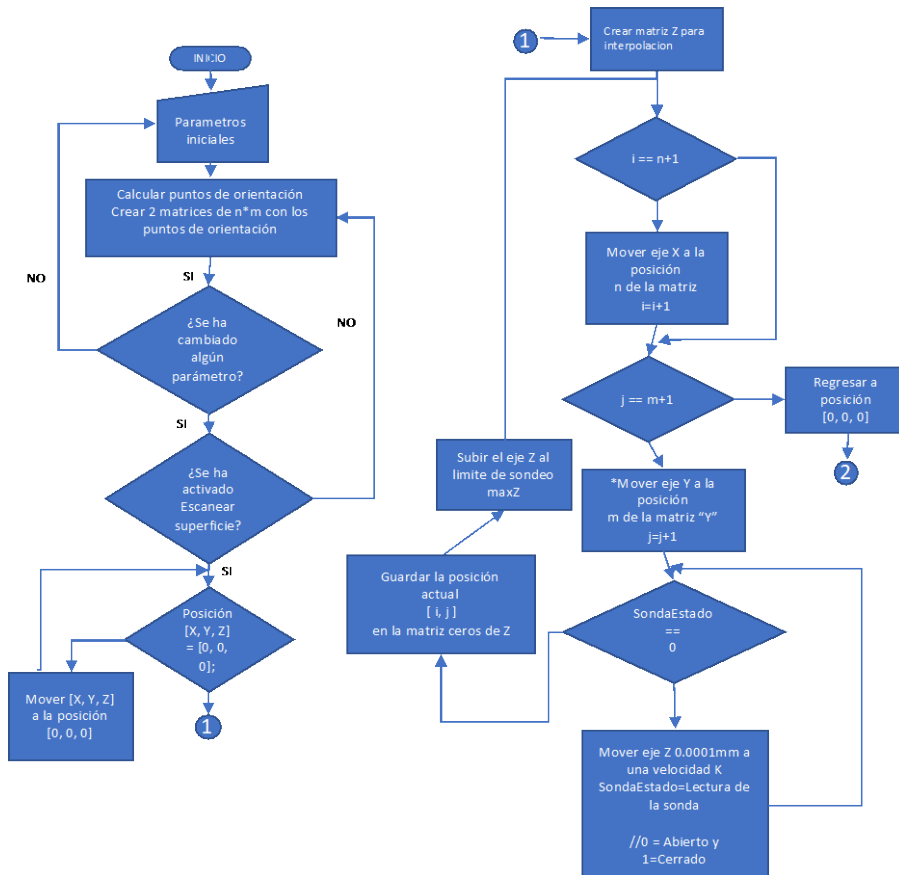 INICIO
Parametros
iniciales
Calcular puntos de orientación
Crear 2 matrices de n*m con los
puntos de orientación
SI
NO
NO
¿Se ha
cambiado
algún
parámetro?
SI
¿Se ha
activado
Escanear
superficie?
SI
Posición
[X, Y, Z]
= [0, 0,
0];
Mover [X, Y, Z]
a la posición
[0, 0, 0]
1
1
Crear matriz Z para
interpolacion
i == n+1
Mover eje X a la
posición
n de la matriz
i=i+1
j == m+1
Regresar a
posición
[0, 0, 0]
2
*Mover eje Y a la
posición
m de la matriz “Y”
j=j+1
Subir el eje Z al
limite de sondeo
maxZ
Guardar la posición
actual
[ i, j ]
en la matriz ceros de Z
SondaEstado
==
0
Mover eje Z 0.0001mm a
una velocidad K
SondaEstado=Lectura de
la sonda
//0 = Abierto y
1=Cerrado